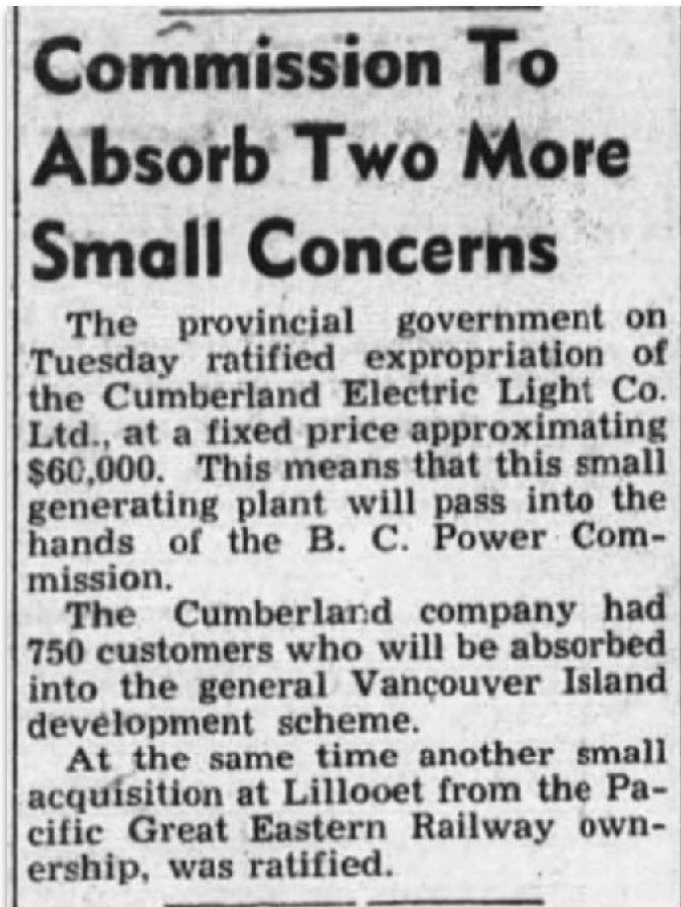 Commission To
Absorb Two More
Small Concerns
The provincial government on
Tuesday ratified expropriation of
the Cumberland Electric Light Co.
Ltd., at a fixed price approximating
$60,000. This means that this small
generating plant will pass into the
hands of the B. C. Power Com-
mission.
The Cumberland company had
750 customers who will be absorbed
into the general Vancouver Island
development scheme.
At the same time another small
acquisition at Lillooet from the Pa-
cific Great Eastern Railway own-
ership, was ratified.